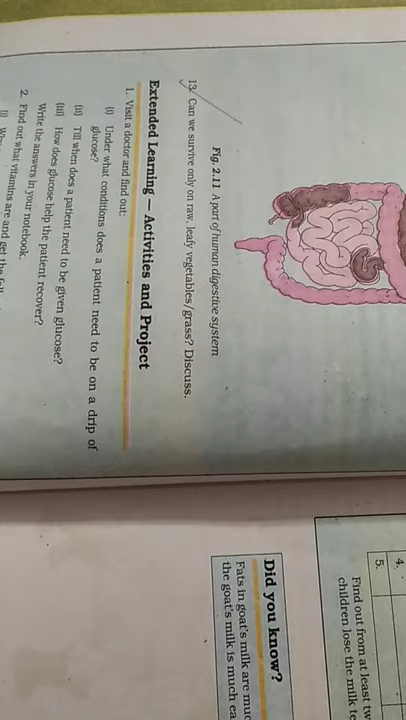 Fig. 2.11 A part of human digestive system
13. Can we survive only on raw, leafy vegetables/grass? Discuss.
Extended Learning — Activities and Project
1. Visit a doctor and find out:
(i) Under what conditions does a patient need to be on a drip of
glucose?
(ii) Till when does a patient need to be given glucose?
(iii) How does glucose help the patient recover?
Write the answers in your notebook.
2. Find out what vitamins are and get the
(i)
4.
5.
Find out from at least
children lose the milk
Did you know?
Fats in goat's milk are
the goat's milk is much